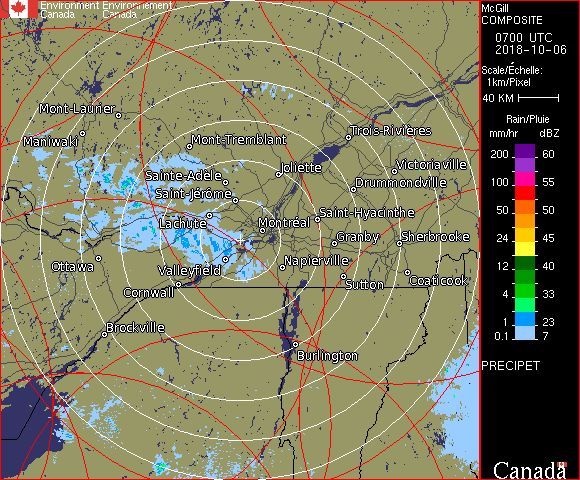 Environment Environnement
Canada Canada
McGill
COMPOSITE
0700 UTC
2018-10-06
Scale/Échelle:
1km/Pixel
40 KM
Rain/Pluie
mm/hr dBZ
200 60
100 55
50 50
24 45
12 40
8 35
4 33
1 23
0.1 7
PRECIPET
Canada
Mont-Laurier
Maniwaki
Mont-Tremblant
Trois-Rivières
Joliette
Victoriaville
Sainte-Adèle
Drummondville
Saint-Jérôme
Lachute
Saint-Hyacinthe
Montréal
Granby
Sherbrooke
Ottawa
Valleyfield
Napierville
Cornwall
Sutton
Coaticook
Brockville
Burlington